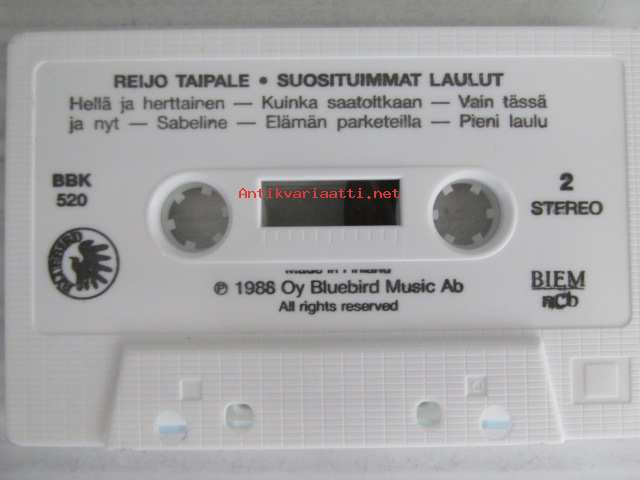 REIJO TAIPALE • SUOSITUIMMAT LAULUT
Hellä ja herttainen — Kuinka saatoitkaan — Vain tässä
ja nyt — Sabeline — Elämän parketeilla — Pieni laulu
BBK
520
Antikvariaatti.net
2
STEREO
BLUEBIRD
Made in Finland
℗ 1988 Oy Bluebird Music Ab
All rights reserved
BIEM
nCb